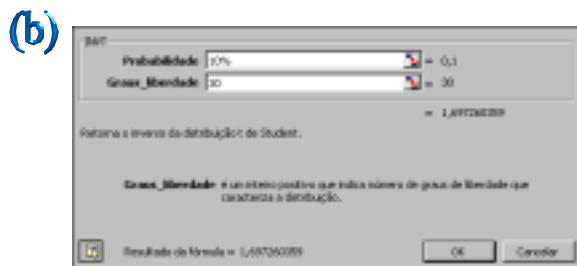 (b)
INVT
Probabilidade 10% = 0,1
Graus_liberdade 30 = 30
= 1,697260359
Retorna o inverso da distribuição t de Student.
Graus_liberdade é um inteiro positivo que indica número de graus de liberdade que
caracteriza a distribuição.
Resultado da fórmula = 1,697260359
OK Cancelar